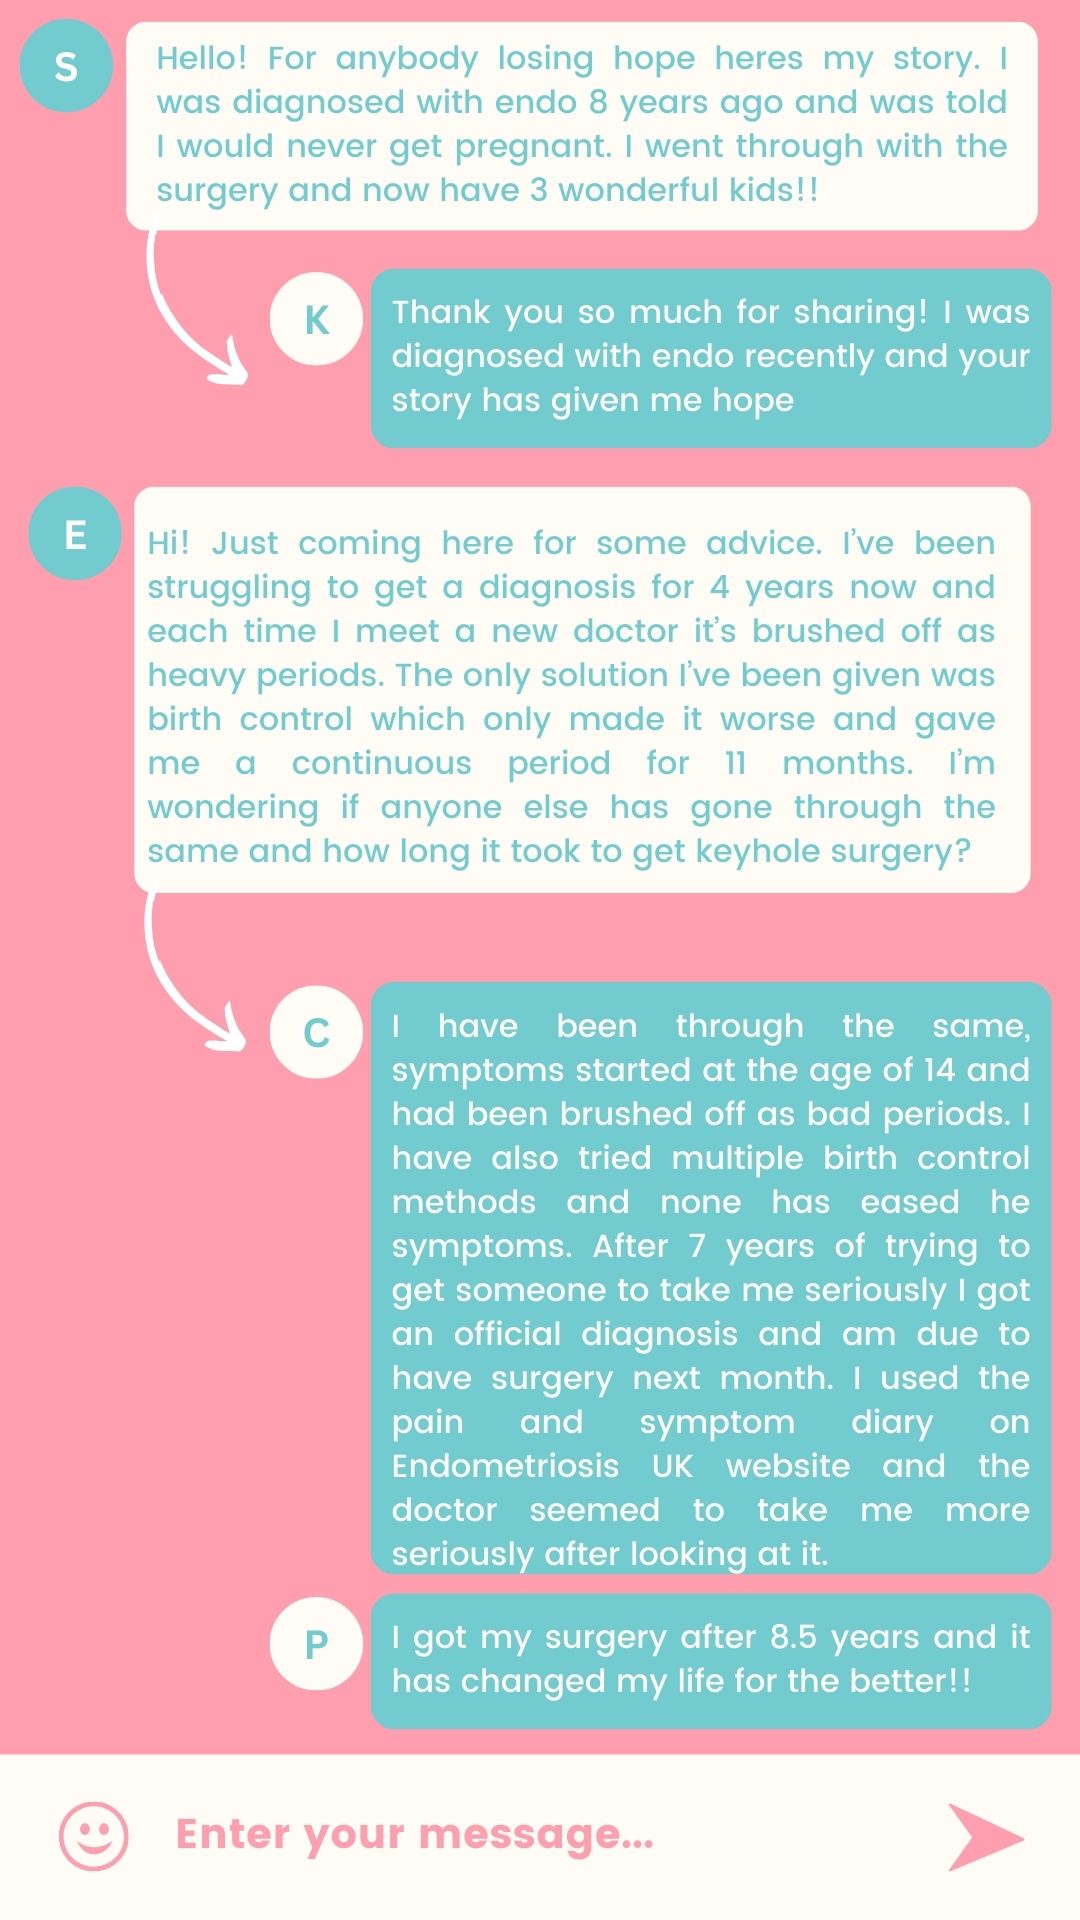 S
Hello! For anybody losing hope heres my story. I
was diagnosed with endo 8 years ago and was told
I would never get pregnant. I went through with the
surgery and now have 3 wonderful kids!!
K
Thank you so much for sharing! I was
diagnosed with endo recently and your
story has given me hope
E
Hi! Just coming here for some advice. I’ve been
struggling to get a diagnosis for 4 years now and
each time I meet a new doctor it’s brushed off as
heavy periods. The only solution I’ve been given was
birth control which only made it worse and gave
me a continuous period for 11 months. I’m
wondering if anyone else has gone through the
same and how long it took to get keyhole surgery?
C
I have been through the same,
symptoms started at the age of 14 and
had been brushed off as bad periods. I
have also tried multiple birth control
methods and none has eased he
symptoms. After 7 years of trying to
get someone to take me seriously I got
an official diagnosis and am due to
have surgery next month. I used the
pain and symptom diary on
Endometriosis UK website and the
doctor seemed to take me more
seriously after looking at it.
P
I got my surgery after 8.5 years and it
has changed my life for the better!!
Enter your message...